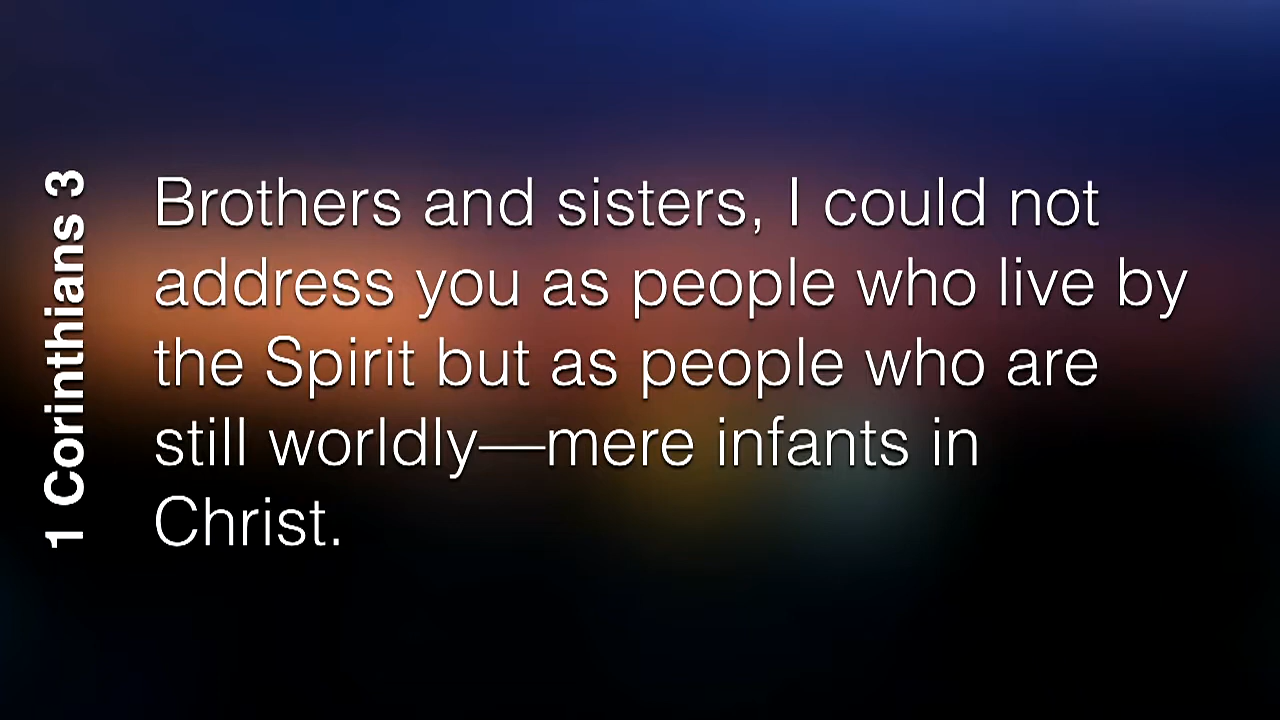 1 Corinthians 3
Brothers and sisters, I could not
address you as people who live by
the Spirit but as people who are
still worldly—mere infants in
Christ.